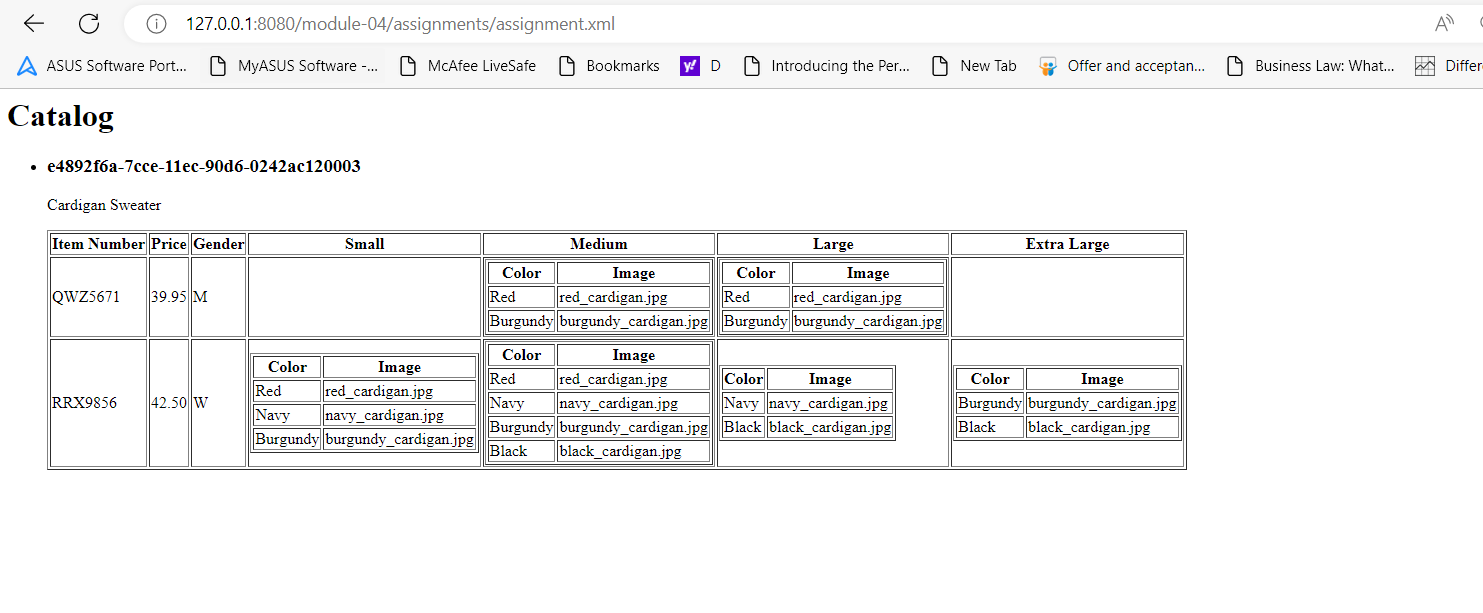 127.0.0.1:8080/module-04/assignments/assignment.xml
ASUS Software Port... MyASUS Software -... McAfee LiveSafe Bookmarks D Introducing the Per... New Tab Offer and acceptan... Business Law: What... Differ
Catalog
• e4892f6a-7cce-11ec-90d6-0242ac120003
Cardigan Sweater
Item Number Price Gender Small Medium Large Extra Large
QWZ5671 39.95 M
Color Image
Red red_cardigan.jpg
Burgundy burgundy_cardigan.jpg
Color Image
Red red_cardigan.jpg
Burgundy burgundy_cardigan.jpg
RRX9856 42.50 W
Color Image
Red red_cardigan.jpg
Navy navy_cardigan.jpg
Burgundy burgundy_cardigan.jpg
Color Image
Red red_cardigan.jpg
Navy navy_cardigan.jpg
Burgundy burgundy_cardigan.jpg
Black black_cardigan.jpg
Color Image
Navy navy_cardigan.jpg
Black black_cardigan.jpg
Color Image
Burgundy burgundy_cardigan.jpg
Black black_cardigan.jpg